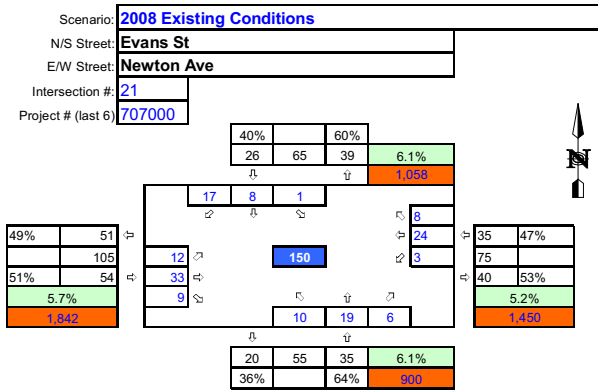 Scenario: 2008 Existing Conditions
N/S Street: Evans St
E/W Street: Newton Ave
Intersection #: 21
Project # (last 6) 707000
N
40% 60%
26 65 39 6.1%
⇩ ⇧ 1,058
17 8 1
8
49% 51 24 35 47%
105 12 150 3 75
51% 54 33 40 53%
5.7% 9 5.2%
1,842 10 19 6 1,450
⇩ ⇧
20 55 35 6.1%
36% 64% 900